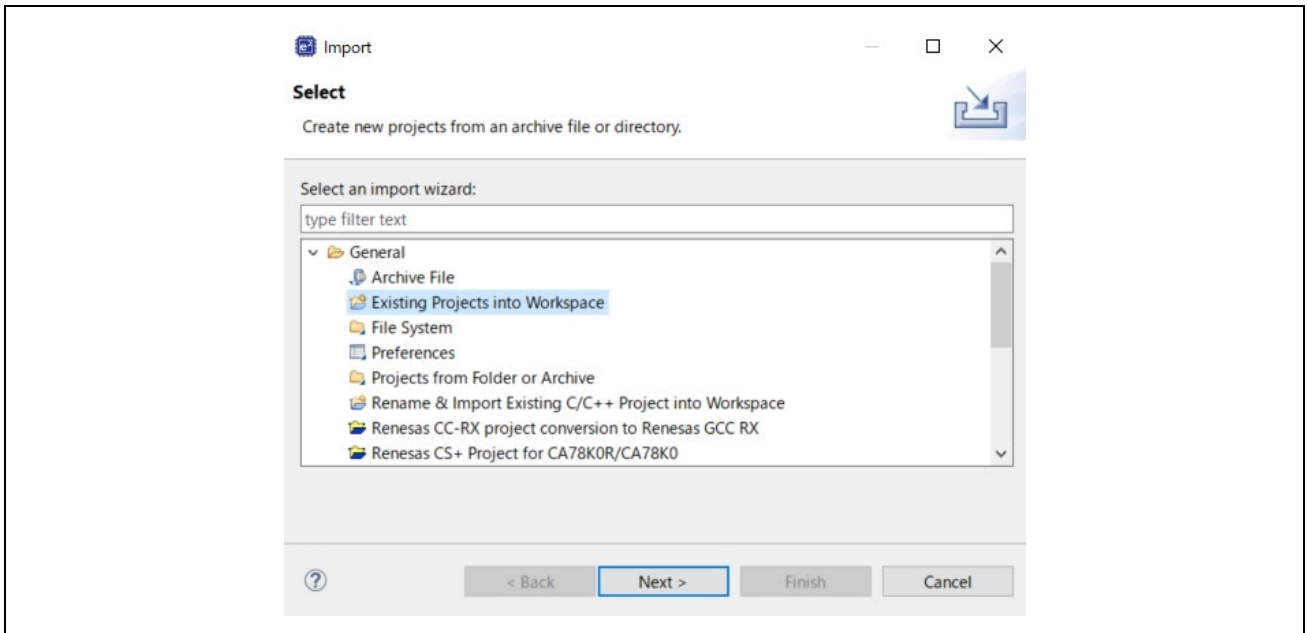 Import
Select
Create new projects from an archive file or directory.
Select an import wizard:
type filter text
General
Archive File
Existing Projects into Workspace
File System
Preferences
Projects from Folder or Archive
Rename & Import Existing C/C++ Project into Workspace
Renesas CC-RX project conversion to Renesas GCC RX
Renesas CS+ Project for CA78K0R/CA78K0
? < Back Next > Finish Cancel